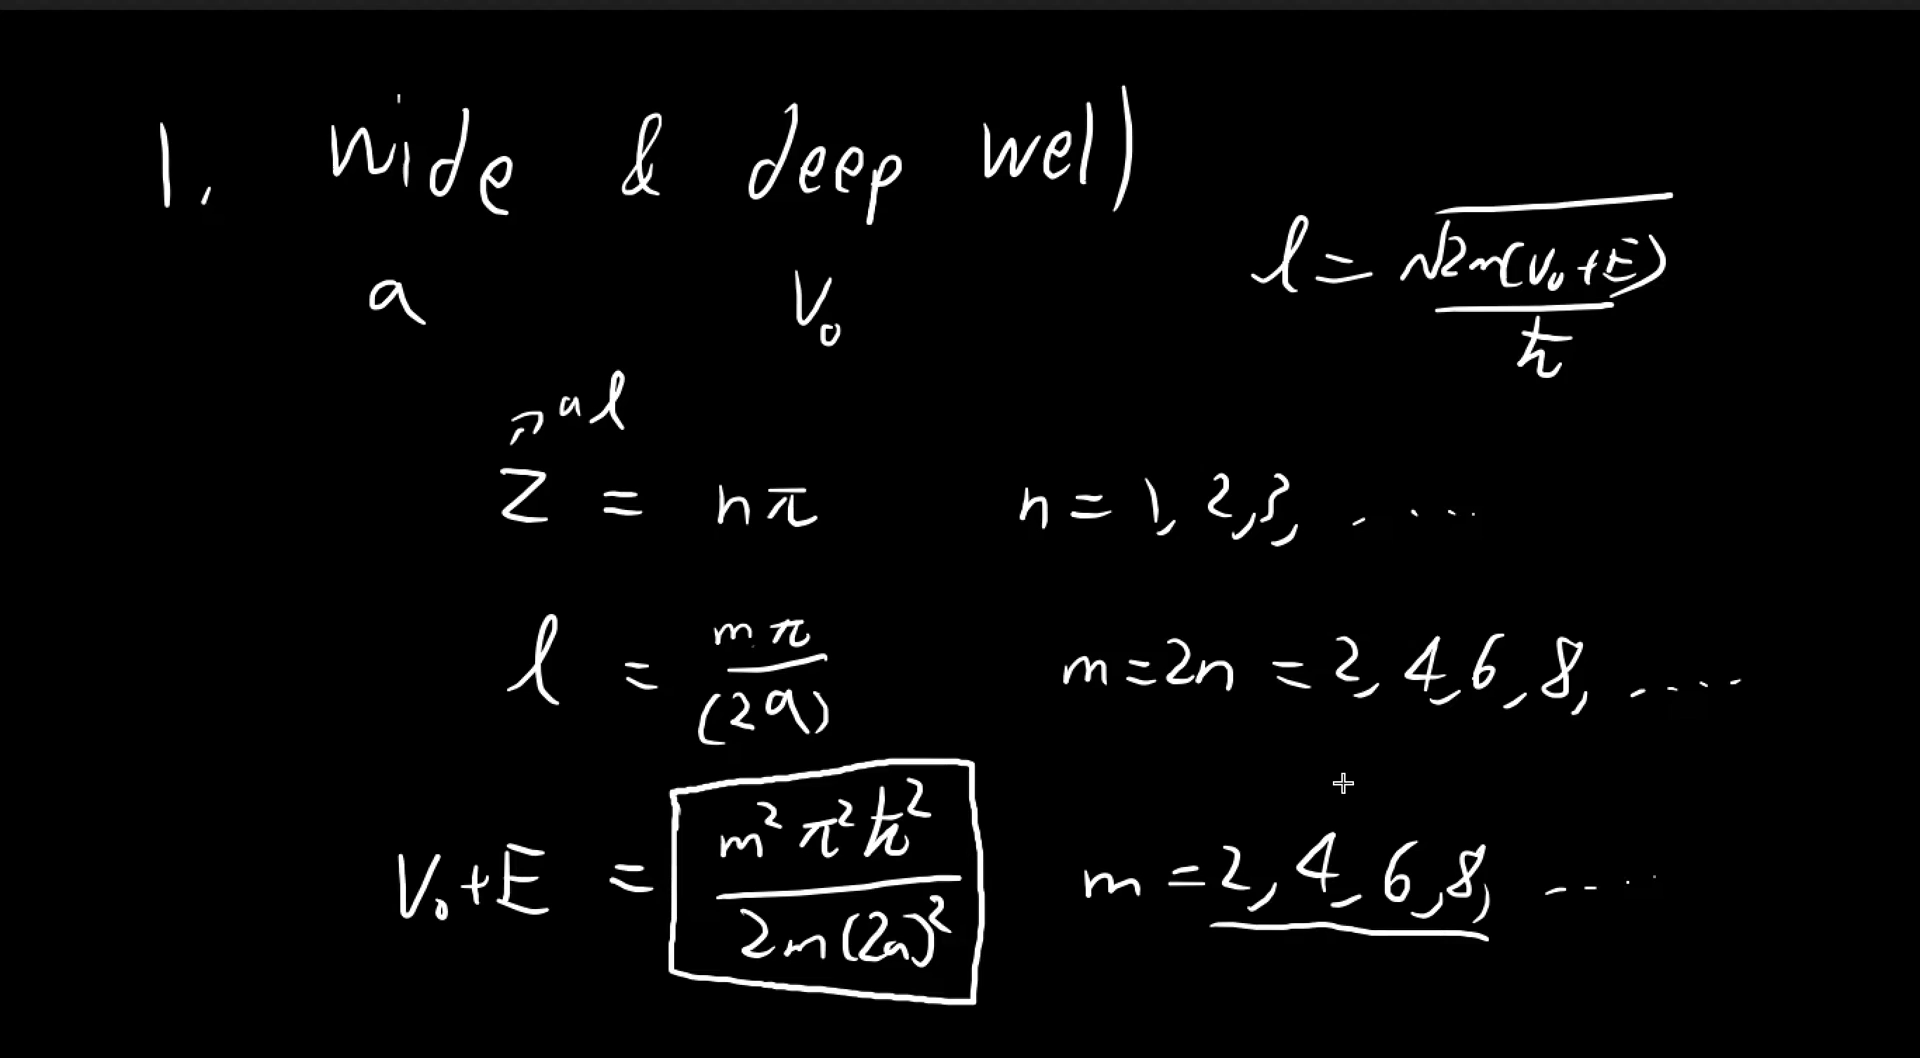 1. wide & deep well
a V₀ l = √2m(V₀+E) / ħ
al
Z = nπ n = 1, 2, 3, . ....
l = mπ / (2a) m = 2n = 2, 4, 6, 8, .....
V₀+E = m²π²ħ² / 2m(2a)² m = 2, 4, 6, 8, ....